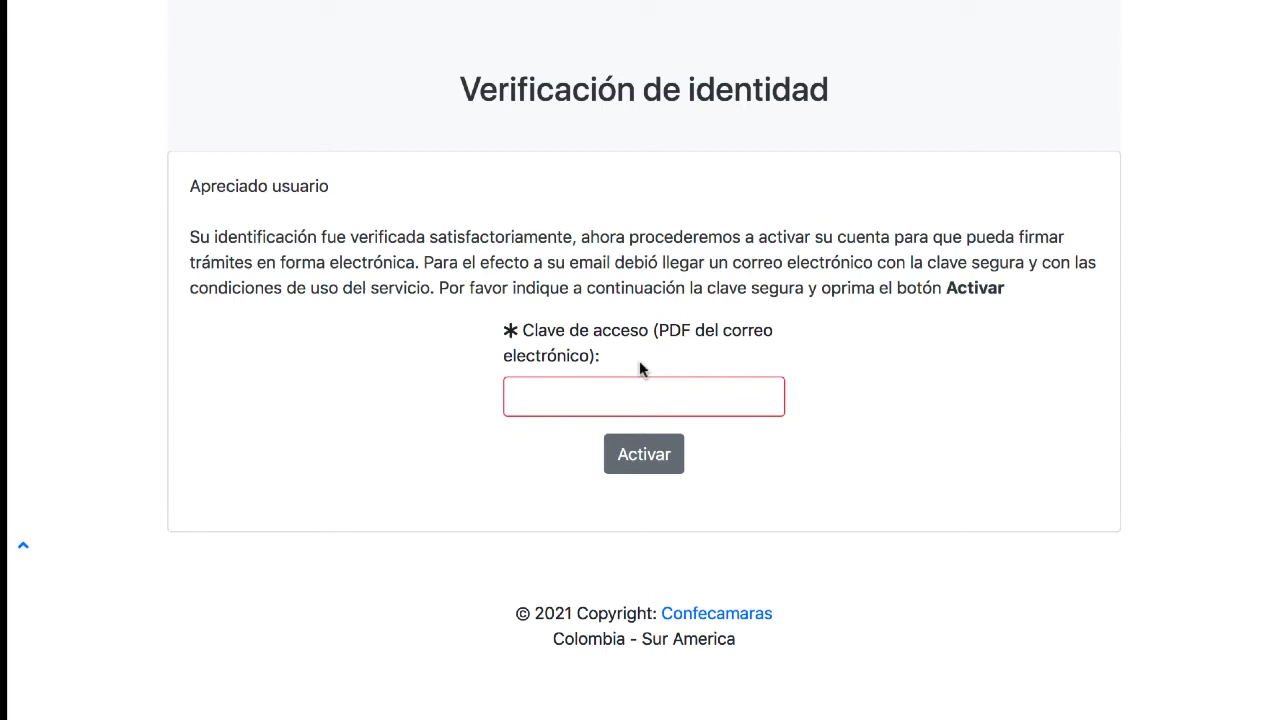 Verificación de identidad
Apreciado usuario
Su identificación fue verificada satisfactoriamente, ahora procederemos a activar su cuenta para que pueda firmar
trámites en forma electrónica. Para el efecto a su email debió llegar un correo electrónico con la clave segura y con las
condiciones de uso del servicio. Por favor indique a continuación la clave segura y oprima el botón Activar
* Clave de acceso (PDF del correo
electrónico):
Activar
© 2021 Copyright: Confecamaras
Colombia - Sur America